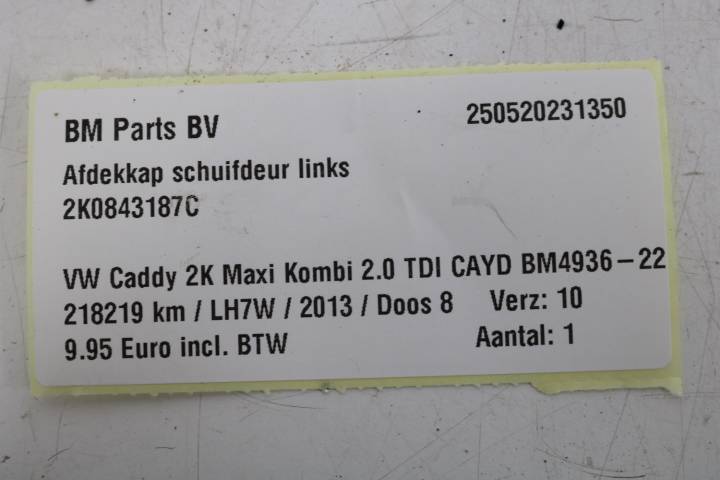 BM Parts BV 250520231350
Afdekkap schuifdeur links
2K0843187C
VW Caddy 2K Maxi Kombi 2.0 TDI CAYD BM4936-22
218219 km / LH7W / 2013 / Doos 8 Verz: 10
9.95 Euro incl. BTW Aantal: 1